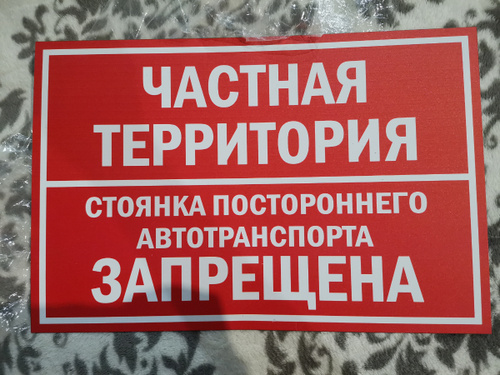 ЧАСТНАЯ
ТЕРРИТОРИЯ
СТОЯНКА ПОСТОРОННЕГО
АВТОТРАНСПОРТА
ЗАПРЕЩЕНА